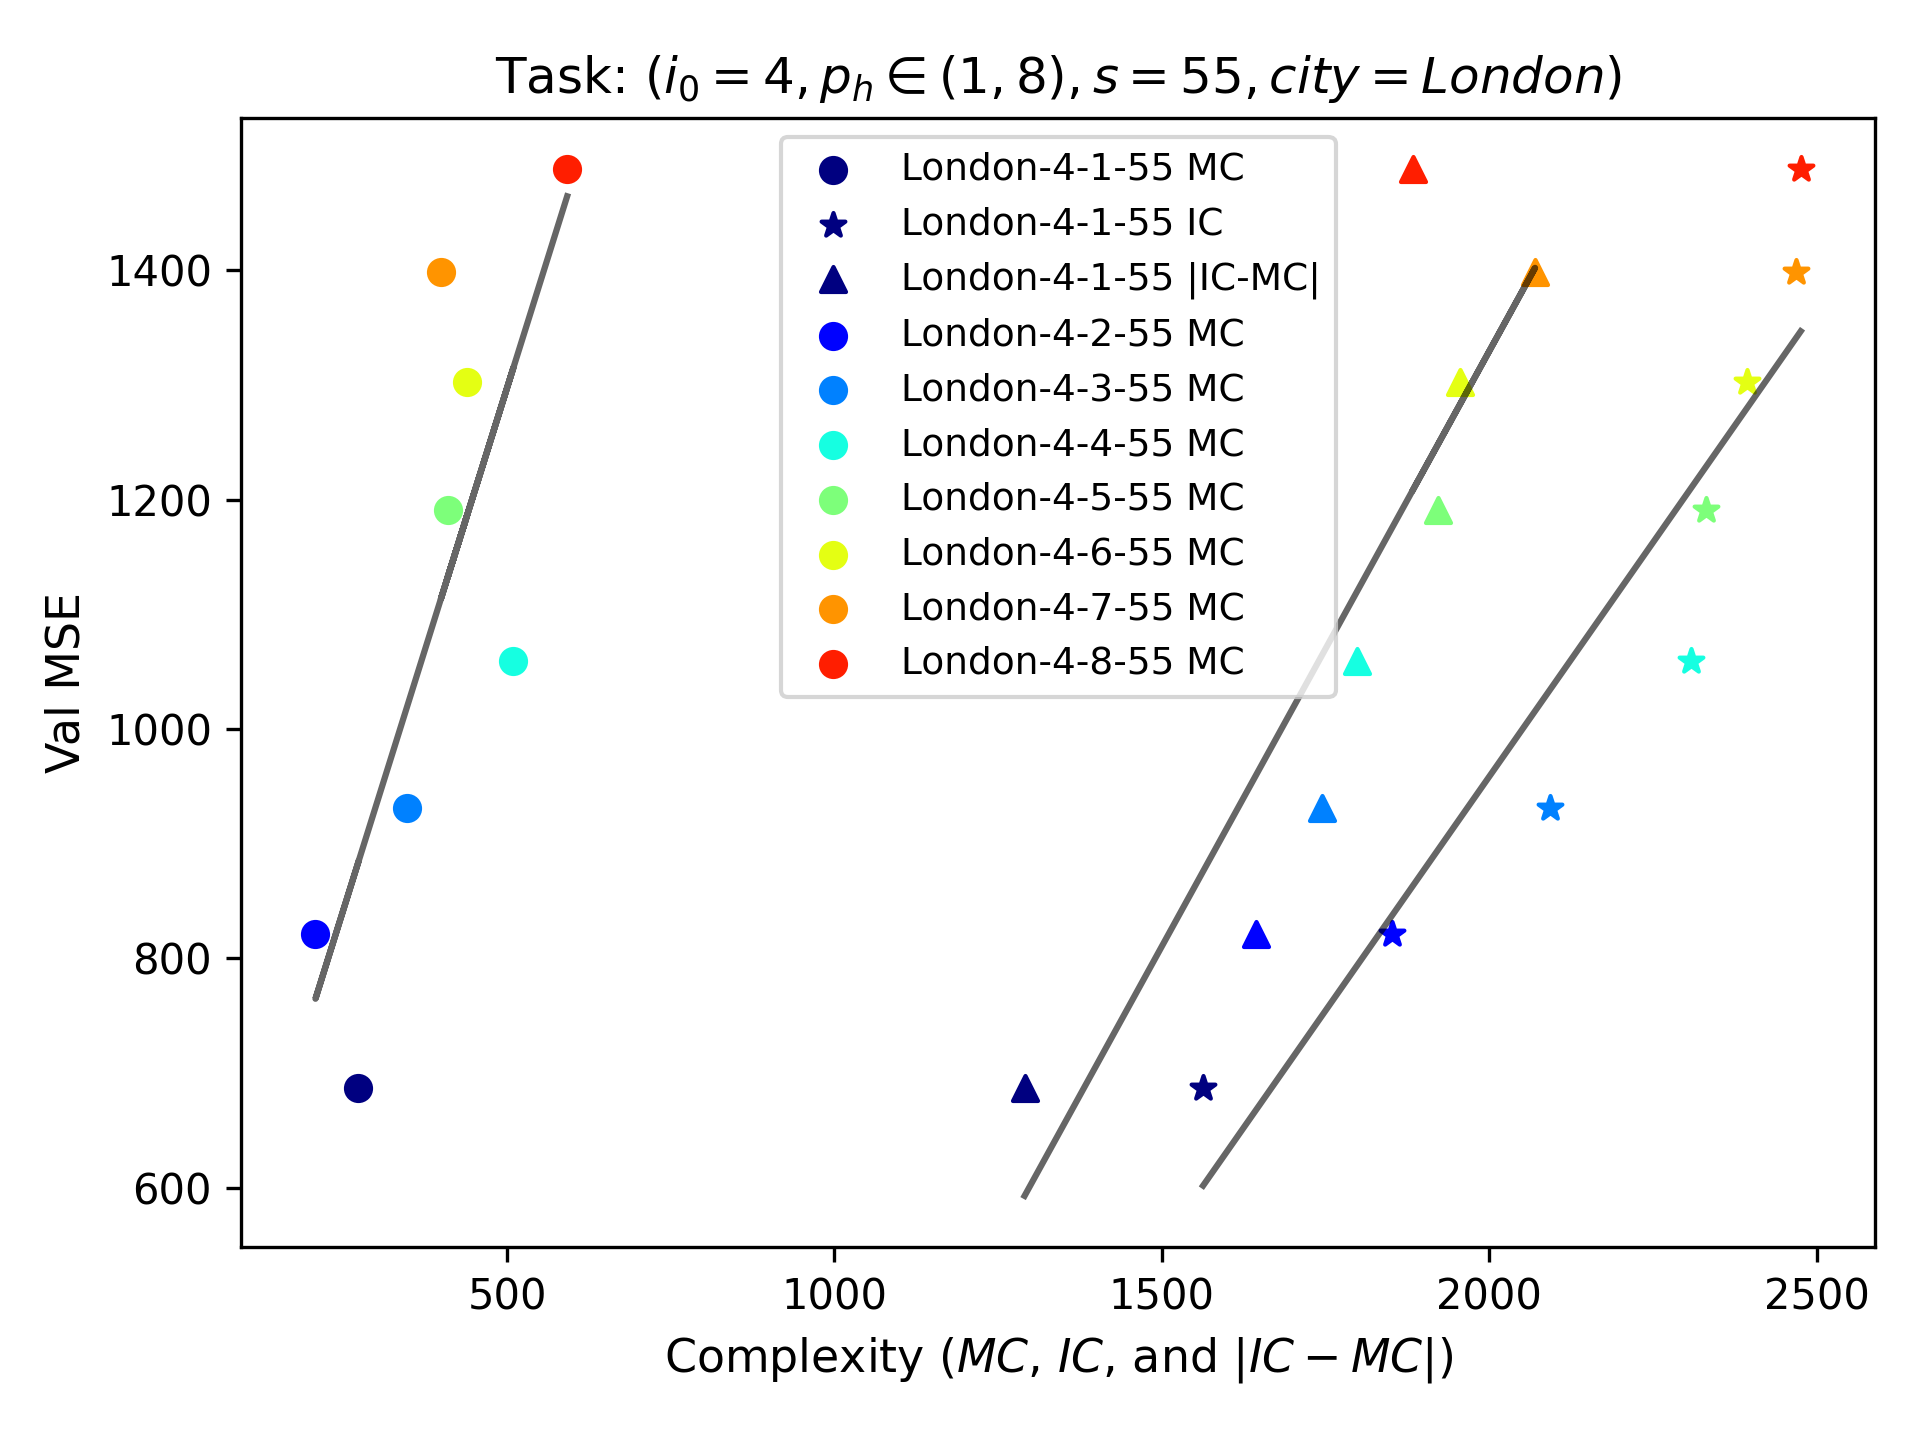 Task: (i₀ = 4, pₕ ∈ (1, 8), s = 55, city = London)
London-4-1-55 MC
London-4-1-55 IC
London-4-1-55 |IC-MC|
London-4-2-55 MC
London-4-3-55 MC
London-4-4-55 MC
London-4-5-55 MC
London-4-6-55 MC
London-4-7-55 MC
London-4-8-55 MC
1400
1200
1000
800
600
Val MSE
500 1000 1500 2000 2500
Complexity (MC, IC, and |IC − MC|)